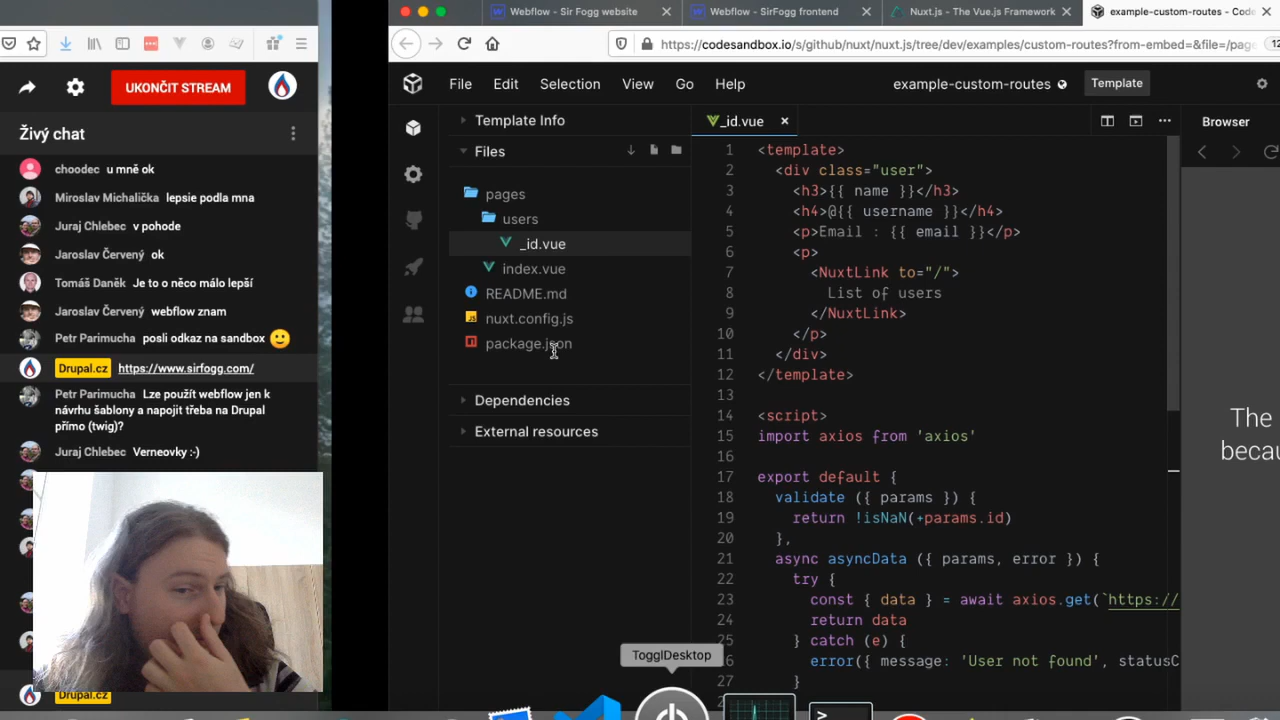 UKONČIT STREAM
Živý chat
choodec u mně ok
Miroslav Michalička lepsie podla mna
Juraj Chlebec v pohode
Jaroslav Červený ok
Tomáš Daněk Je to o něco málo lepší
Jaroslav Červený webflow znam
Petr Parimucha posli odkaz na sandbox
Drupal.cz https://www.sirfogg.com/
Petr Parimucha Lze použít webflow jen k
návrhu šablony a napojit třeba na Drupal
přímo (twig)?
Juraj Chlebec Verneovky :-)
Drupal.cz
Webflow - Sir Fogg website
Webflow - SirFogg frontend
Nuxt.js - The Vue.js Framework
example-custom-routes - Code
https://codesandbox.io/s/github/nuxt/nuxt.js/tree/dev/examples/custom-routes?from-embed=&file=/page
File Edit Selection View Go Help
example-custom-routes
Template
Template Info
Files
pages
users
_id.vue
index.vue
README.md
nuxt.config.js
package.json
Dependencies
External resources
_id.vue
1 <template>
2 <div class="user">
3 <h3>{{ name }}</h3>
4 <h4>@{{ username }}</h4>
5 <p>Email : {{ email }}</p>
6 <p>
7 <NuxtLink to="/">
8 List of users
9 </NuxtLink>
10 </p>
11 </div>
12 </template>
13
14 <script>
15 import axios from 'axios'
16
17 export default {
18 validate ({ params }) {
19 return !isNaN(+params.id)
20 },
21 async asyncData ({ params, error }) {
22 try {
23 const { data } = await axios.get(`https://
24 return data
25 } catch (e) {
26 error({ message: 'User not found', statusC
27 }
Browser
The
becau
TogglDesktop